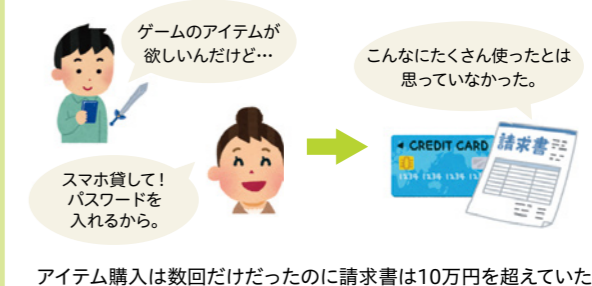 ゲームのアイテムが
欲しいんだけど…
スマホ貸して！
パスワードを
入れるから。
こんなにたくさん使ったとは
思っていなかった。
CREDIT CARD
1234 1234 1234
請求書
アイテム購入は数回だけだったのに請求書は10万円を超えていた